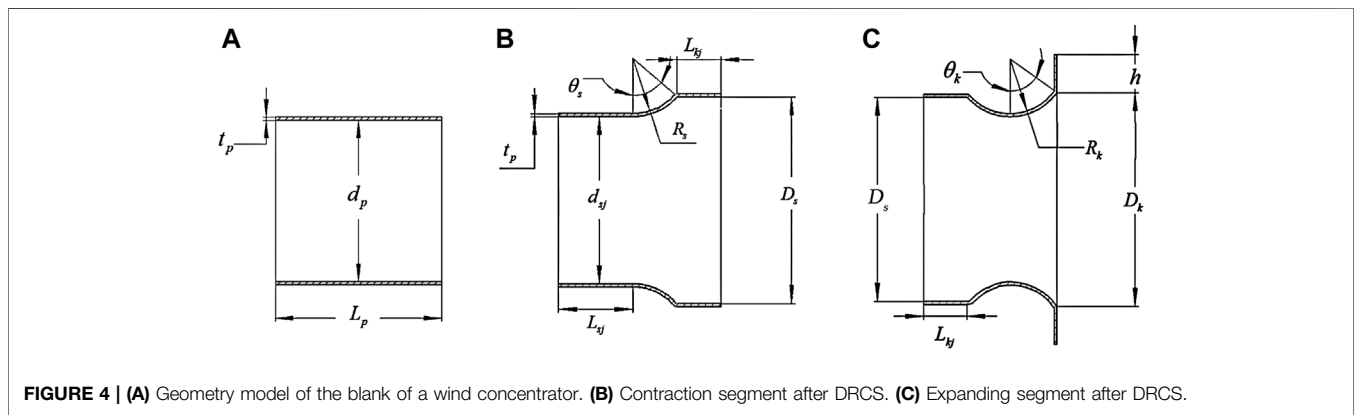 A
B
C
t_p
d_p
L_p
L_kj
θ_s
R_s
t_p
d_sj
D_s
L_sj
θ_k
h
R_k
D_s
D_k
L_kj
FIGURE 4 | (A) Geometry model of the blank of a wind concentrator. (B) Contraction segment after DRCS. (C) Expanding segment after DRCS.